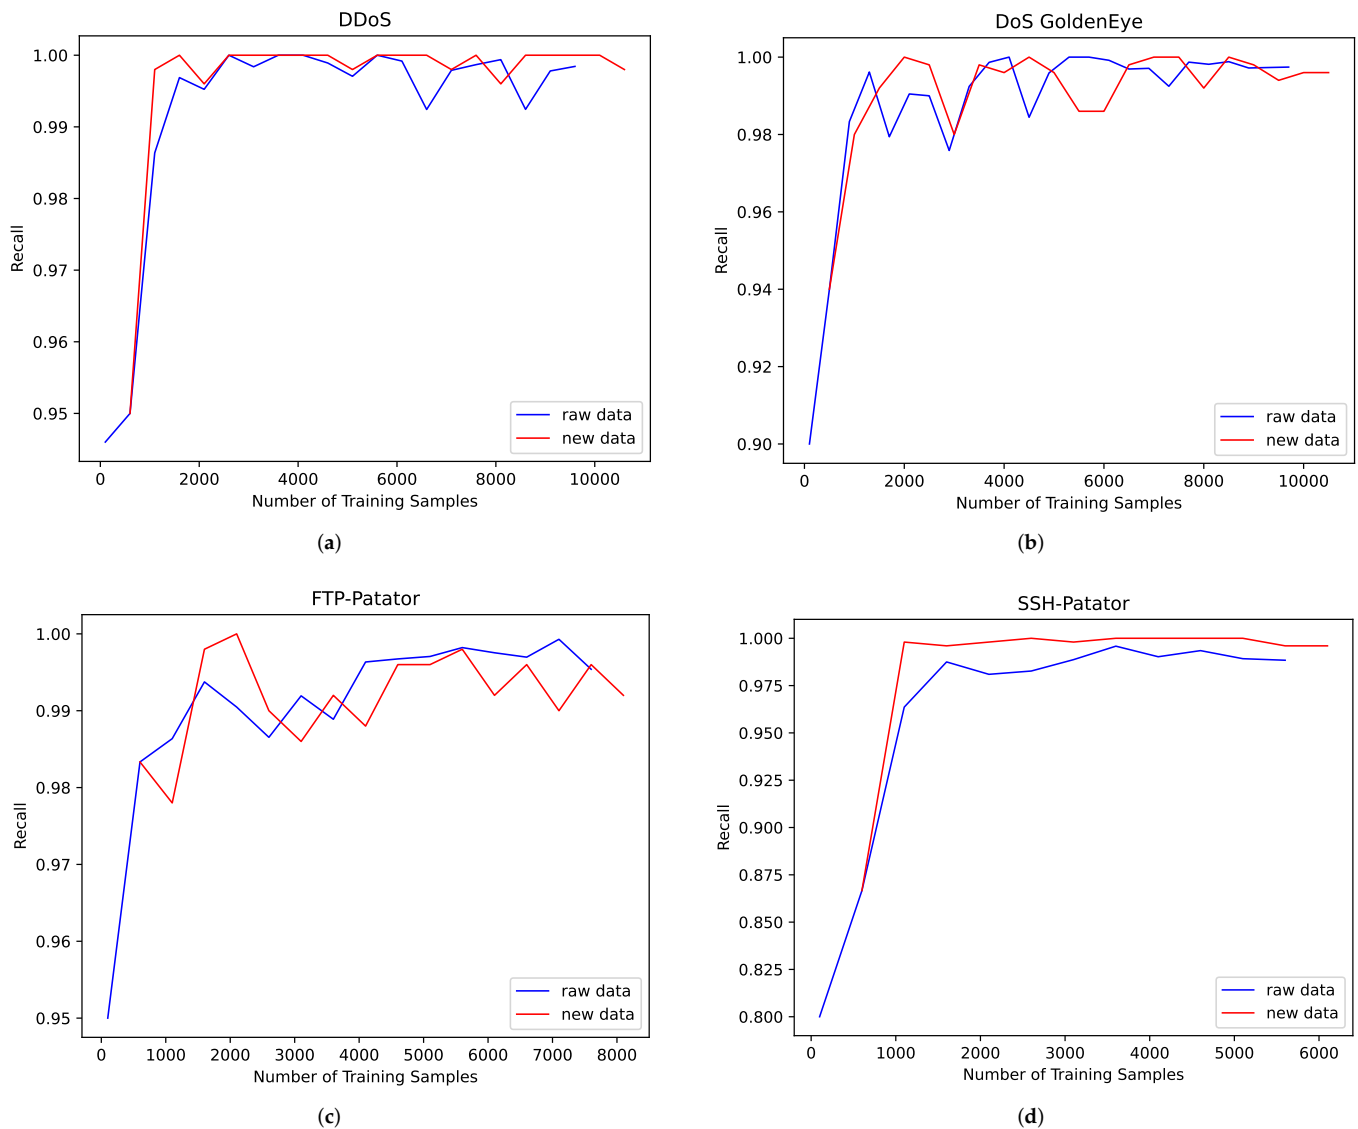 DDoS
1.00
0.99
0.98
0.97
0.96
0.95
Recall
0 2000 4000 6000 8000 10000
Number of Training Samples
raw data
new data
(a)
DoS GoldenEye
1.00
0.98
0.96
0.94
0.92
0.90
Recall
0 2000 4000 6000 8000 10000
Number of Training Samples
raw data
new data
(b)
FTP-Patator
1.00
0.99
0.98
0.97
0.96
0.95
Recall
0 1000 2000 3000 4000 5000 6000 7000 8000
Number of Training Samples
raw data
new data
(c)
SSH-Patator
1.000
0.975
0.950
0.925
0.900
0.875
0.850
0.825
0.800
Recall
0 1000 2000 3000 4000 5000 6000
Number of Training Samples
raw data
new data
(d)